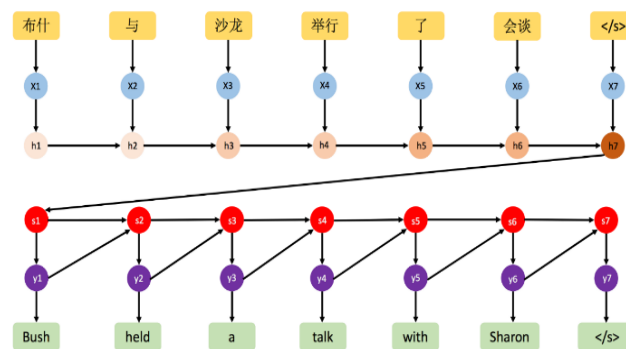 布什 与 沙龙 举行 了 会谈 </s>
X1 X2 X3 X4 X5 X6 X7
h1 h2 h3 h4 h5 h6 h7
s1 s2 s3 s4 s5 s6 s7
y1 y2 y3 y4 y5 y6 y7
Bush held a talk with Sharon </s>